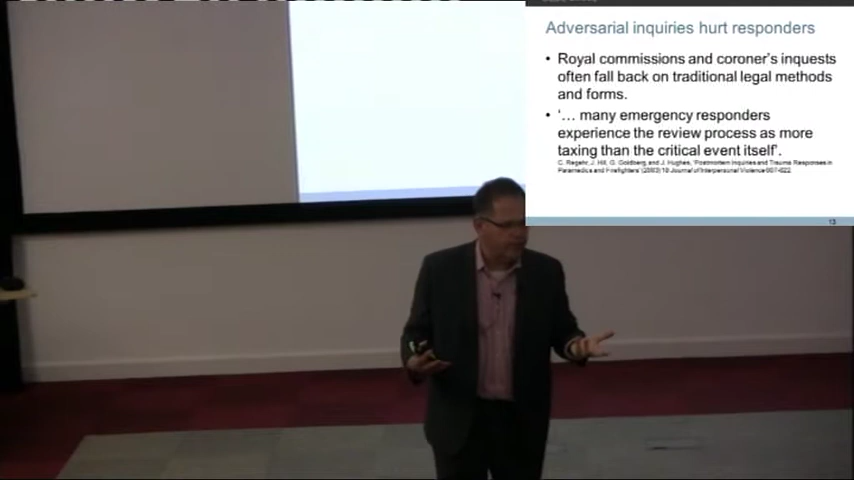 Adversarial inquiries hurt responders
• Royal commissions and coroner's inquests
often fall back on traditional legal methods
and forms.
• '… many emergency responders
experience the review process as more
taxing than the critical event itself'.
C. Regehr, J. Hill, G. Goldberg, and J. Hughes, 'Postmortem Inquiries and Trauma Responses in
Paramedics and Firefighters' (2003) 18 Journal of Interpersonal Violence 607-622
13